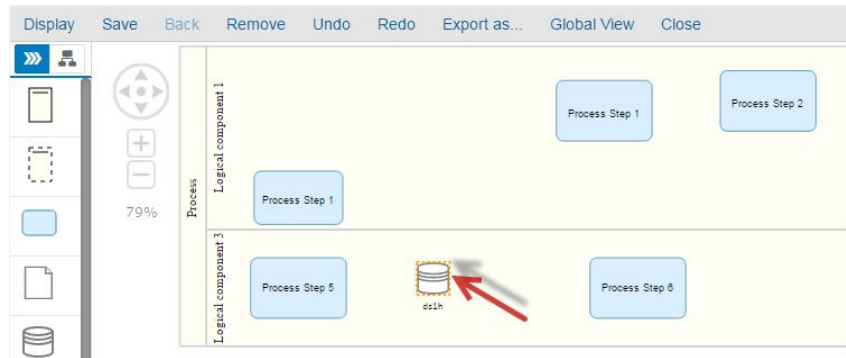 Display Save Back Remove Undo Redo Export as... Global View Close
79%
Process
Logical component 1
Process Step 1
Process Step 2
Process Step 1
Logical component 3
Process Step 5
ds1h
Process Step 6